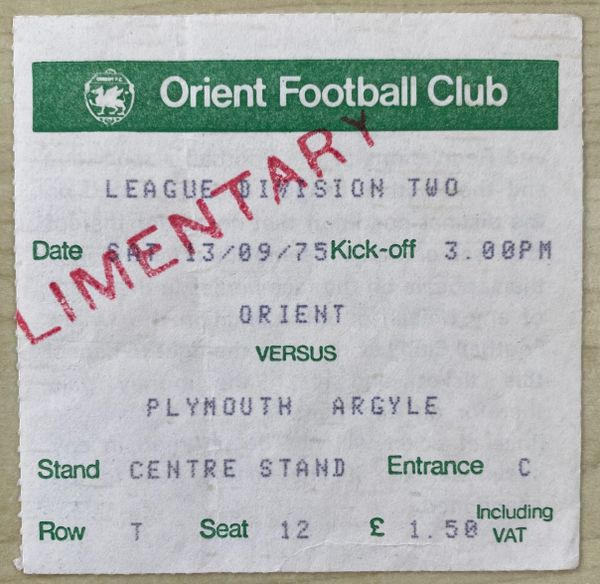 Orient Football Club
LIMENTARY
LEAGUE DIVISION TWO
Date SAT 13/09/75 Kick-off 3.00PM
ORIENT
VERSUS
PLYMOUTH ARGYLE
Stand CENTRE STAND Entrance C
Row T Seat 12 £ 1.50 Including VAT